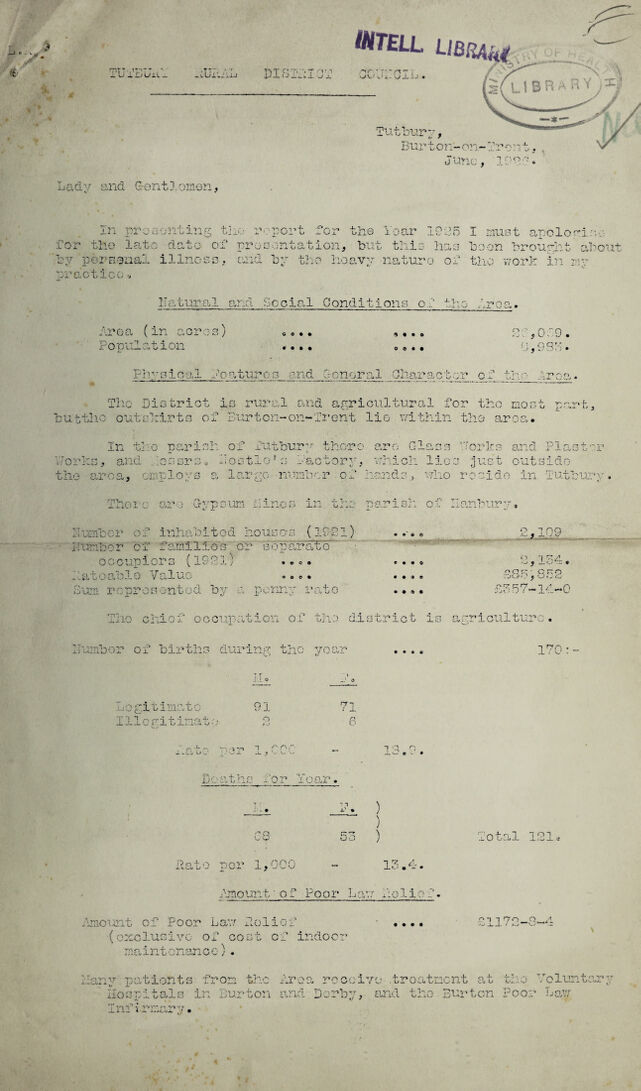 INTELL. LIBRARY
MINISTRY OF HEALTH
LIBRARY
TUTBURY RURAL DISTRICT COUNCIL.
Tutbury,
Burton-on-Trent,
June,
Lady and Gentlemen,
In presenting the report for the Year 1925 I must apologise
for the late date of presentation, but this has been brought about
by personal illness, and by the heavy nature of the work in my
practice.
Natural and Social Conditions of the Area.
Area (in acres) .... ....
Population .... ....
Physical Features and General Character of the Area.
The District is rural and agricultural for the most part,
butthe outskirts of Burton-on-Trent lie within the area.
In the parish of Tutbury there are Glass Works and Plaster
Works, and Messrs. Nestle's Factory, which lies just outside
the area, employs a large number of hands, who reside in Tutbury.
There are Gypsum Mines in the parish of Hanbury.
Number of inhabited houses (1921) .... 2,109
Number of families or separate
occupiers (1921) .... .... 2,134.
Rateable Value .... .... £85,852
Sum represented by a penny rate .... £357-14-0
The chief occupation of the district is agriculture.
Number of births during the year .... 170:-
M. F.
Legitimate 91 71
Illegitimate 2 6
Rate per 1,000 -
Deaths for Year.
M. F. )
)
68 53 ) Total 121.
Rate per 1,000 - 13.4.
Amount of Poor Law Relief.
Amount of Poor Law Relief .... £1172-8-4
(exclusive of cost of indoor
maintenance).
Many patients from the Area receive treatment at the Voluntary
Hospitals in Burton and Derby, and the Burton Poor Law
Infirmary.